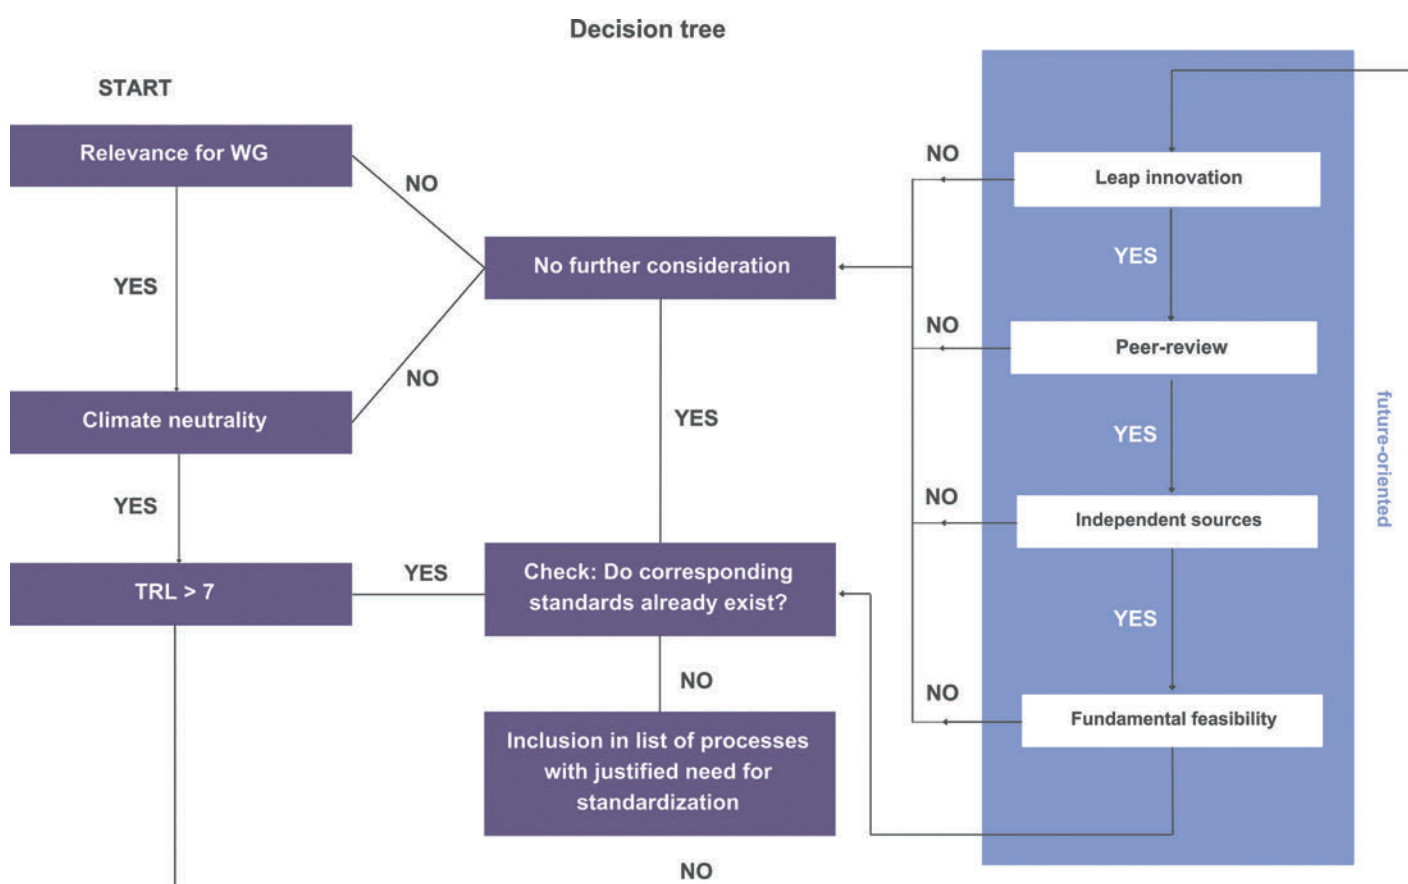 Decision tree
START
Relevance for WG
NO
YES
No further consideration
NO
Climate neutrality
YES
YES
TRL > 7
YES
Check: Do corresponding
standards already exist?
NO
Inclusion in list of processes
with justified need for
standardization
NO
NO
Leap innovation
YES
NO
Peer-review
YES
NO
Independent sources
YES
NO
Fundamental feasibility
future-oriented